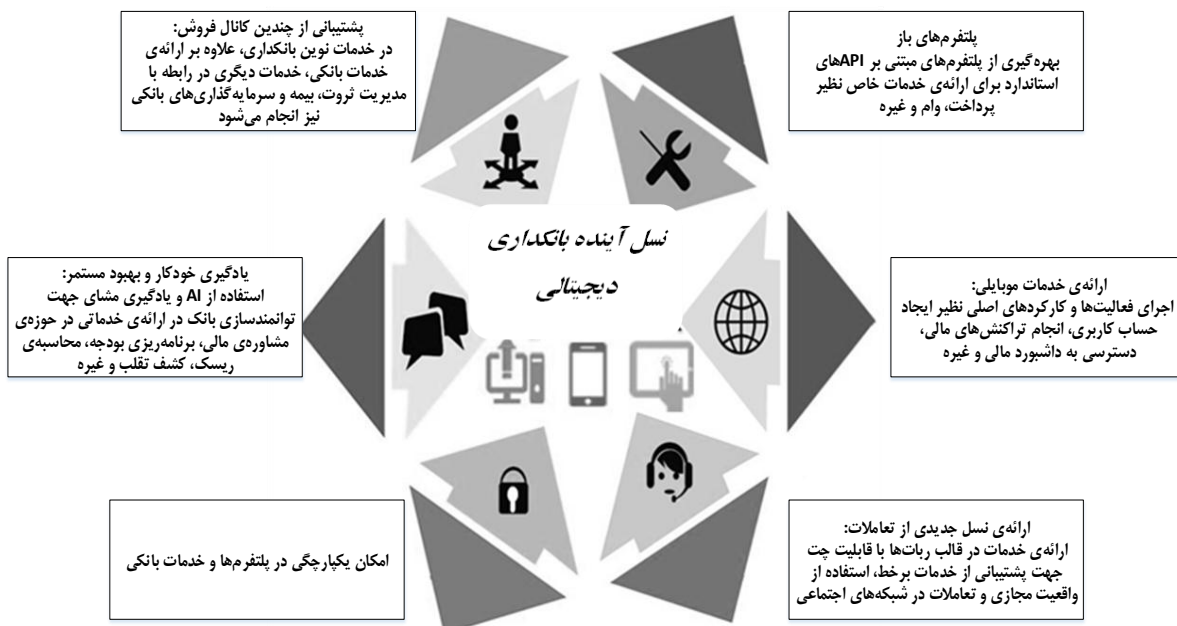 پلتفرم‌های باز
بهره‌گیری از پلتفرم‌های مبتنی بر APIهای
استاندارد برای ارائه‌ی خدمات خاص نظیر
پرداخت، وام و غیره
پشتیبانی از چندین کانال فروش:
در خدمات نوین بانکداری، علاوه بر ارائه‌ی
خدمات بانکی، خدمات دیگری در رابطه با
مدیریت ثروت، بیمه و سرمایه‌گذاری‌های بانکی
نیز انجام می‌شود
نسل آینده بانکداری
دیجیتالی
ارائه‌ی خدمات موبایلی:
اجرای فعالیت‌ها و کارکردهای اصلی نظیر ایجاد
حساب کاربری، انجام تراکنش‌های مالی،
دسترسی به داشبورد مالی و غیره
یادگیری خودکار و بهبود مستمر:
استفاده از AI و یادگیری مشای جهت
توانمندسازی بانک در ارائه‌ی خدماتی در حوزه‌ی
مشاوره‌ی مالی، برنامه‌ریزی بودجه، محاسبه‌ی
ریسک، کشف تقلب و غیره
ارائه‌ی نسل جدیدی از تعاملات:
ارائه‌ی خدمات در قالب ربات‌ها با قابلیت چت
جهت پشتیبانی از خدمات برخط، استفاده از
واقعیت مجازی و تعاملات در شبکه‌های اجتماعی
امکان یکپارچگی در پلتفرم‌ها و خدمات بانکی